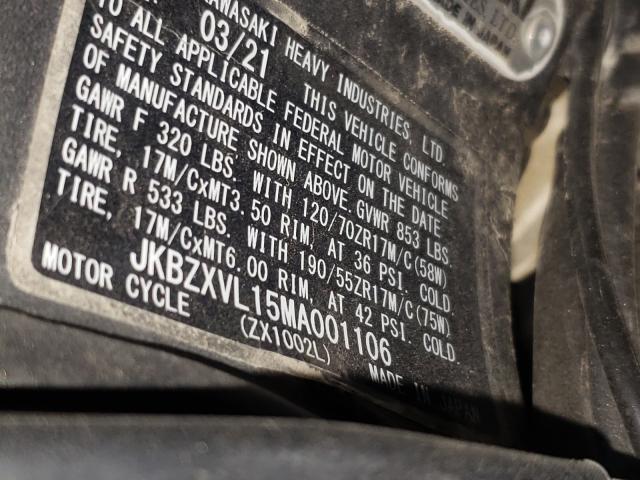 KAWASAKI HEAVY INDUSTRIES, LTD.
03/21 THIS VEHICLE CONFORMS
TO ALL APPLICABLE FEDERAL MOTOR VEHICLE
SAFETY STANDARDS IN EFFECT ON THE DATE
OF MANUFACTURE SHOWN ABOVE. GVWR 853 LBS.
GAWR F 320 LBS. WITH 120/70ZR17M/C(58W)
TIRE, 17M/CxMT3.50 RIM, AT 36 PSI. COLD.
GAWR R 533 LBS. WITH 190/55ZR17M/C(75W)
TIRE, 17M/CxMT6.00 RIM, AT 42 PSI. COLD.
JKBZXVL15MA001106
MOTOR CYCLE (ZX1002L) MADE IN JAPAN
LTD.
IN JAPAN